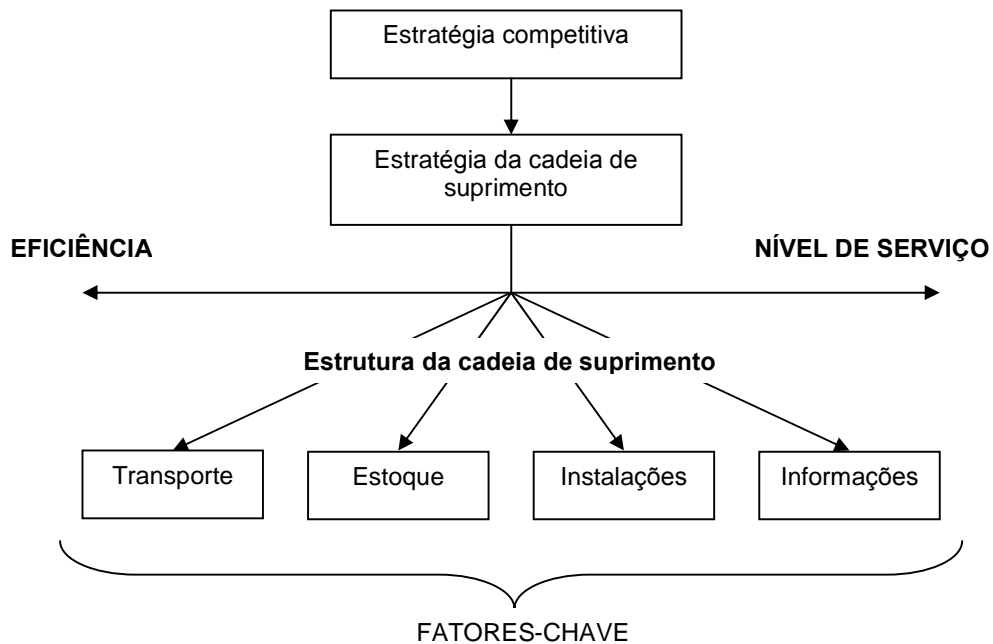 Estratégia competitiva
Estratégia da cadeia de
suprimento
EFICIÊNCIA
NÍVEL DE SERVIÇO
Estrutura da cadeia de suprimento
Transporte
Estoque
Instalações
Informações
FATORES-CHAVE